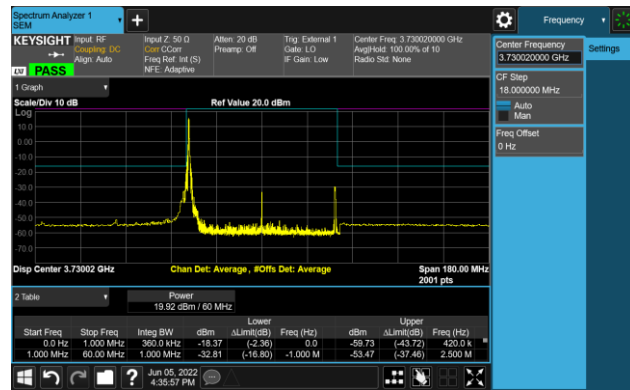 Spectrum Analyzer 1
SEM
+
Frequency
KEYSIGHT Input: RF Input Z: 50 Ω Atten: 20 dB Trig: External 1 Center Freq: 3.730020000 GHz
Coupling: DC Corr CCorr Preamp: Off Gate: LO Avg|Hold: 100.00% of 10
Align: Auto Freq Ref: Int (S) IF Gain: Low Radio Std: None
LXI PASS NFE: Adaptive
Center Frequency
3.730020000 GHz
Settings
CF Step
18.000000 MHz
Auto
Man
Freq Offset
0 Hz
1 Graph
Scale/Div 10 dB Ref Value 20.0 dBm
Log
10.0
0.00
-10.0
-20.0
-30.0
-40.0
-50.0
-60.0
-70.0
Disp Center 3.73002 GHz Chan Det: Average , #Offs Det: Average Span 180.00 MHz
2001 pts
2 Table Power
19.92 dBm / 60 MHz
Lower Upper
Start Freq Stop Freq Integ BW dBm ΔLimit(dB) Freq (Hz) dBm ΔLimit(dB) Freq (Hz)
0.0 Hz 1.000 MHz 360.0 kHz -18.37 (-2.36) 0.0 -59.73 (-43.72) 420.0 k
1.000 MHz 60.00 MHz 1.000 MHz -32.81 (-16.80) -1.000 M -53.47 (-37.46) 2.500 M
? Jun 05, 2022
4:35:57 PM